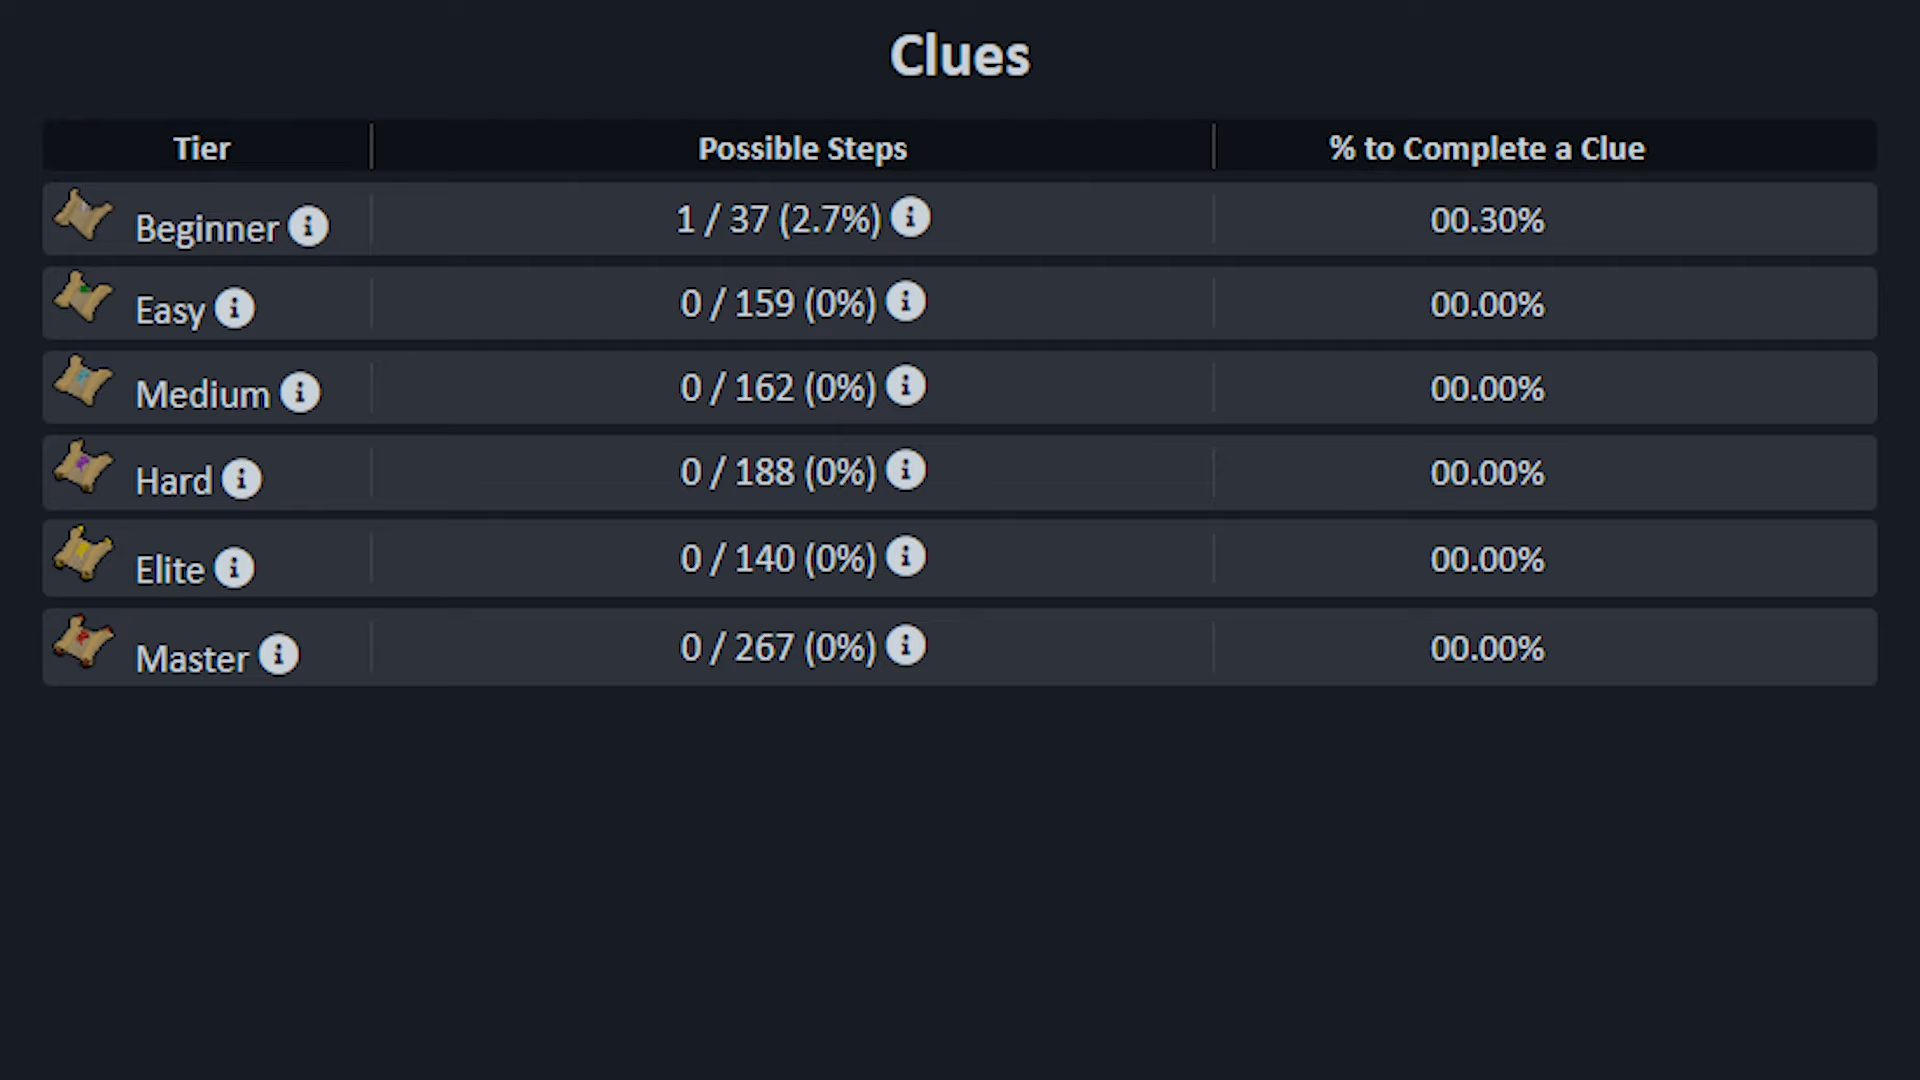 Clues
Tier Possible Steps % to Complete a Clue
Beginner 1 / 37 (2.7%) 00.30%
Easy 0 / 159 (0%) 00.00%
Medium 0 / 162 (0%) 00.00%
Hard 0 / 188 (0%) 00.00%
Elite 0 / 140 (0%) 00.00%
Master 0 / 267 (0%) 00.00%